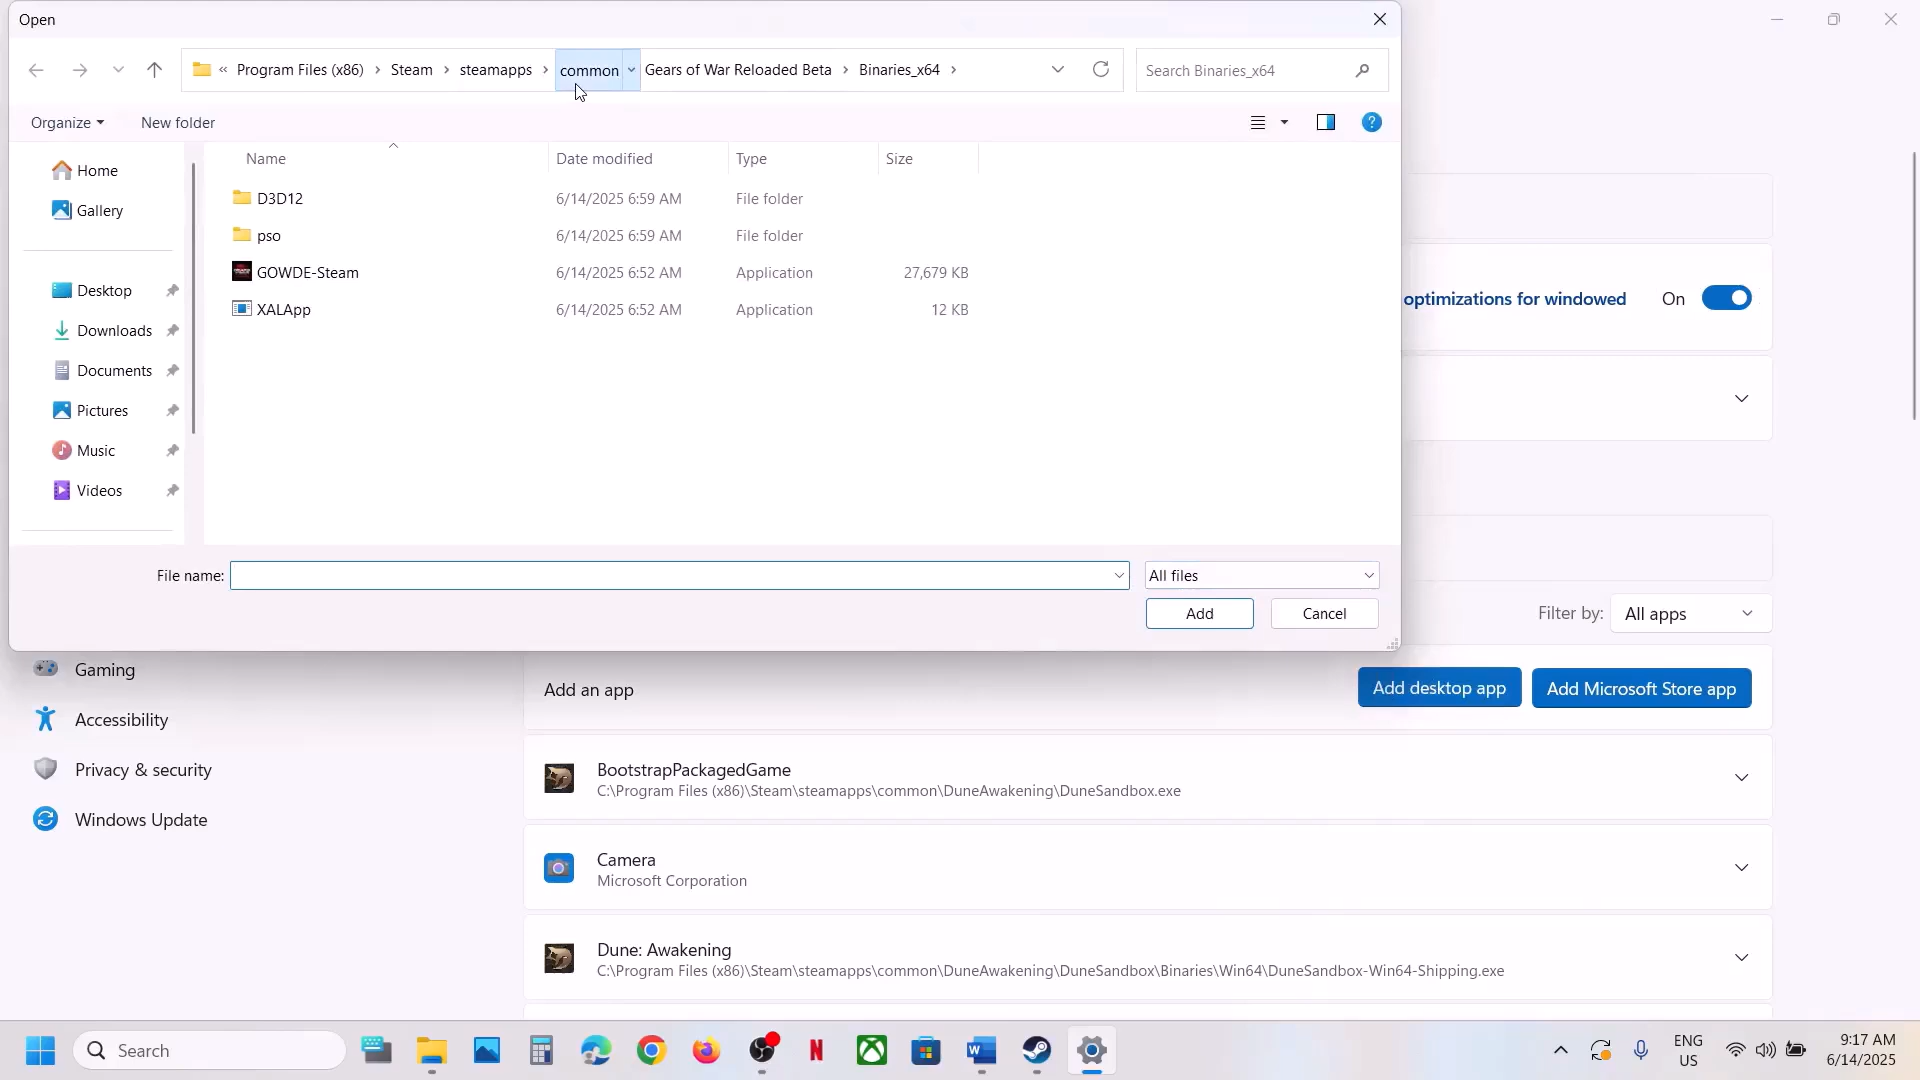 Open
« Program Files (x86) > Steam > steamapps > common Gears of War Reloaded Beta > Binaries_x64 >
Search Binaries_x64
Organize
New folder
?
Name
Date modified
Type
Size
Home
Gallery
Desktop
Downloads
Documents
Pictures
Music
Videos
D3D12
6/14/2025 6:59 AM
File folder
pso
6/14/2025 6:59 AM
File folder
GOWDE-Steam
6/14/2025 6:52 AM
Application
27,679 KB
XALApp
6/14/2025 6:52 AM
Application
12 KB
File name:
All files
Add
Cancel
optimizations for windowed
On
Filter by:
All apps
Gaming
Accessibility
Privacy & security
Windows Update
Add an app
Add desktop app
Add Microsoft Store app
BootstrapPackagedGame
C:\Program Files (x86)\Steam\steamapps\common\DuneAwakening\DuneSandbox.exe
Camera
Microsoft Corporation
Dune: Awakening
C:\Program Files (x86)\Steam\steamapps\common\DuneAwakening\DuneSandbox\Binaries\Win64\DuneSandbox-Win64-Shipping.exe
Search
ENG
US
9:17 AM
6/14/2025